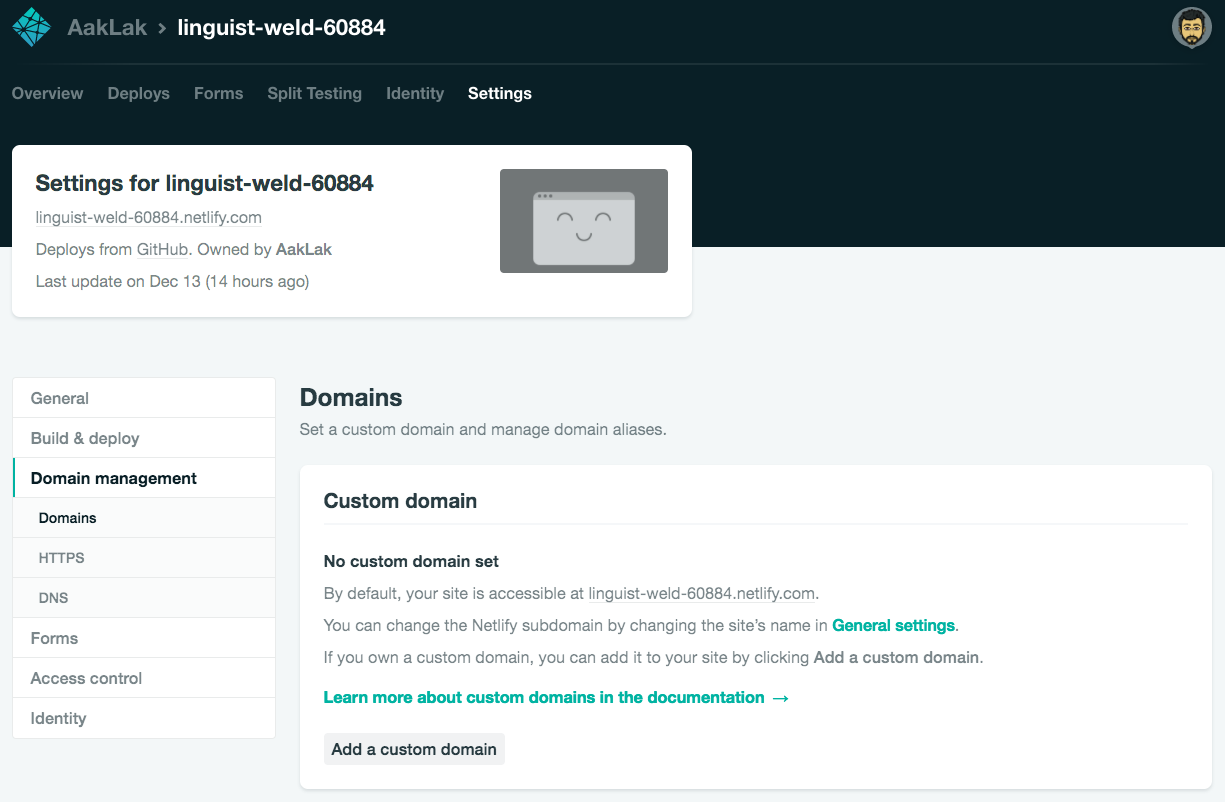 AakLak > linguist-weld-60884
Overview Deploys Forms Split Testing Identity Settings
Settings for linguist-weld-60884
linguist-weld-60884.netlify.com
Deploys from GitHub. Owned by AakLak
Last update on Dec 13 (14 hours ago)
General
Build & deploy
Domain management
Domains
HTTPS
DNS
Forms
Access control
Identity
Domains
Set a custom domain and manage domain aliases.
Custom domain
No custom domain set
By default, your site is accessible at linguist-weld-60884.netlify.com.
You can change the Netlify subdomain by changing the site’s name in General settings.
If you own a custom domain, you can add it to your site by clicking Add a custom domain.
Learn more about custom domains in the documentation →
Add a custom domain